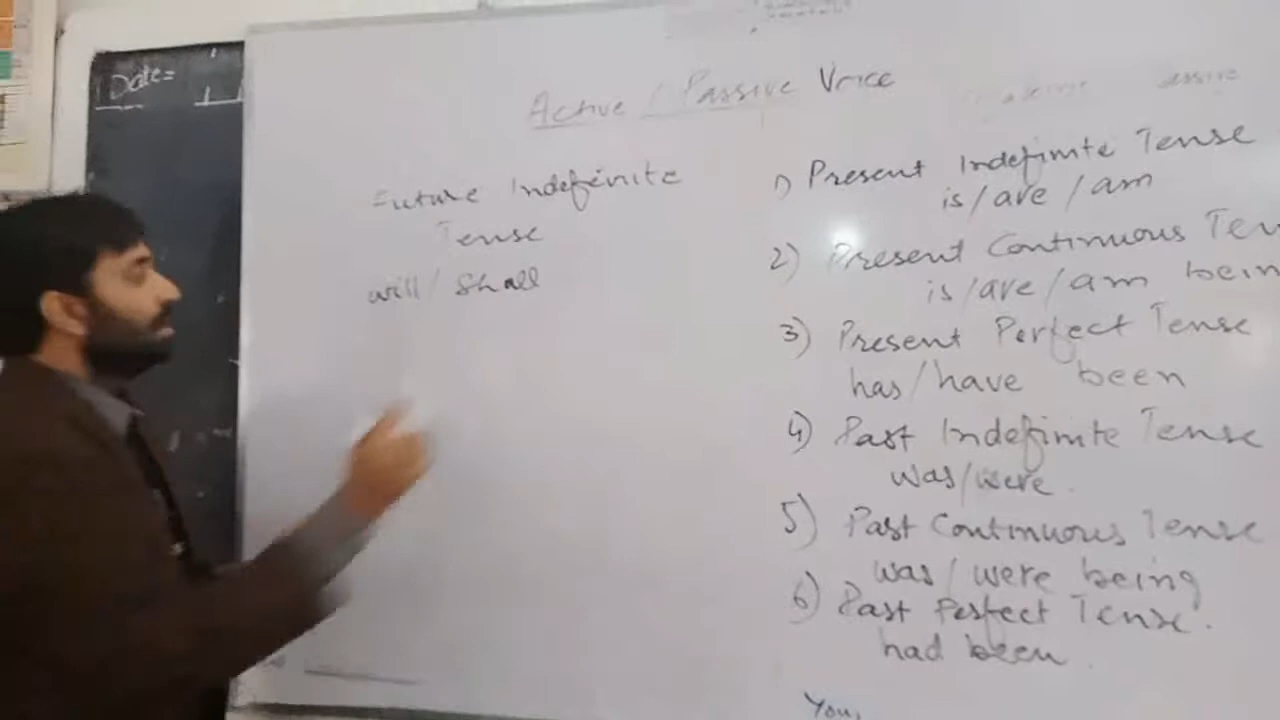 Date=
Active / Passive Voice
Future Indefinite
Tense
will / Shall
1) Present Indefinite Tense
is / are / am
2) Present Continuous Ten
is / are / am bein
3) Present Perfect Tense
has / have been
4) Past Indefinite Tense
was / were.
5) Past Continuous Tense
was / were being
6) Past Perfect Tense.
had been.
You,